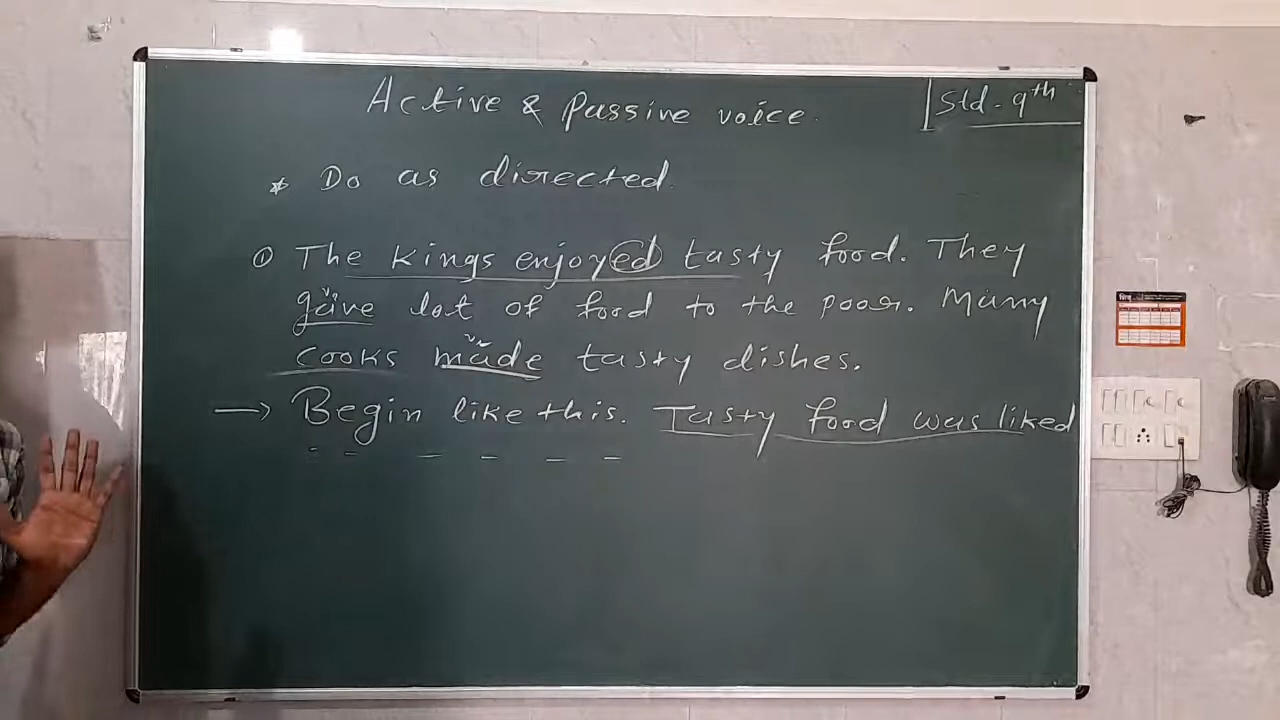 Active & Passive voice.
Std - 9th
* Do as directed.
① The Kings enjoyed tasty food. They
gave lot of food to the poor. Many
cooks made tasty dishes.
→ Begin like this. Tasty food was liked